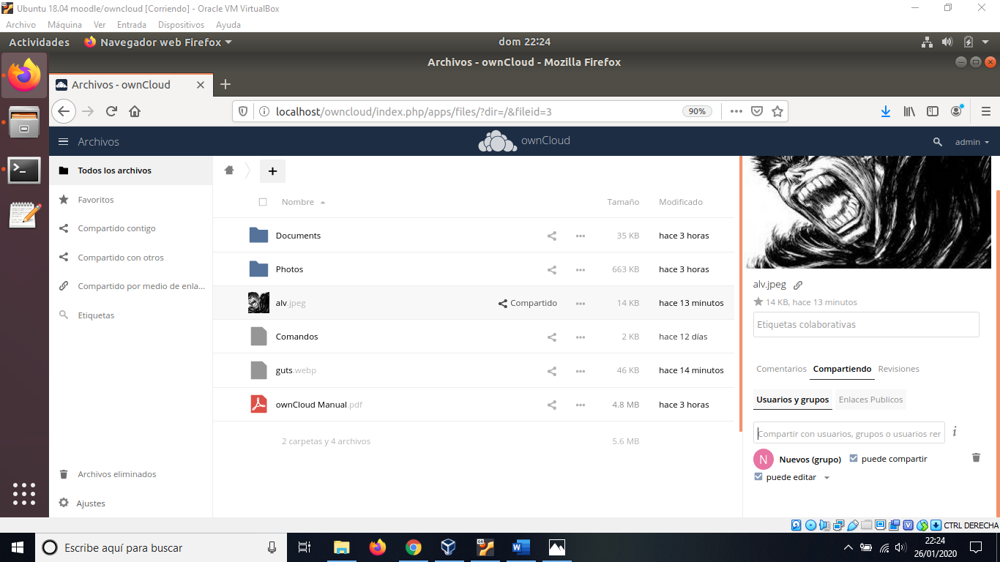 Ubuntu 18.04 moodle/owncloud [Corriendo] - Oracle VM VirtualBox
Archivo Máquina Ver Entrada Dispositivos Ayuda
Actividades Navegador web Firefox dom 22:24
Archivos - ownCloud - Mozilla Firefox
Archivos - ownCloud
localhost/owncloud/index.php/apps/files/?dir=/&fileid=3 90%
Archivos ownCloud admin
Todos los archivos
Favoritos
Compartido contigo
Compartido con otros
Compartido por medio de enla...
Etiquetas
Archivos eliminados
Ajustes
Nombre Tamaño Modificado
Documents 35 KB hace 3 horas
Photos 663 KB hace 3 horas
alv.jpeg Compartido 14 KB hace 13 minutos
Comandos 2 KB hace 12 días
guts.webp 46 KB hace 14 minutos
ownCloud Manual.pdf 4.8 MB hace 3 horas
2 carpetas y 4 archivos 5.6 MB
alv.jpeg
14 KB, hace 13 minutos
Etiquetas colaborativas
Comentarios Compartiendo Revisiones
Usuarios y grupos Enlaces Publicos
Compartir con usuarios, grupos o usuarios rer
N Nuevos (grupo) puede compartir
puede editar
CTRL DERECHA
Escribe aquí para buscar
22:24
26/01/2020